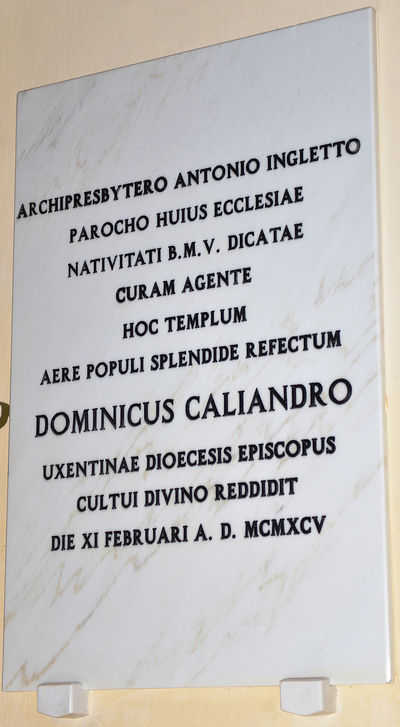 ARCHIPRESBYTERO ANTONIO INGLETTO
PAROCHO HUIUS ECCLESIAE
NATIVITATI B.M.V. DICATAE
CURAM AGENTE
HOC TEMPLUM
AERE POPULI SPLENDIDE REFECTUM
DOMINICUS CALIANDRO
UXENTINAE DIOECESIS EPISCOPUS
CULTUI DIVINO REDDIDIT
DIE XI FEBRUARI A. D. MCMXCV